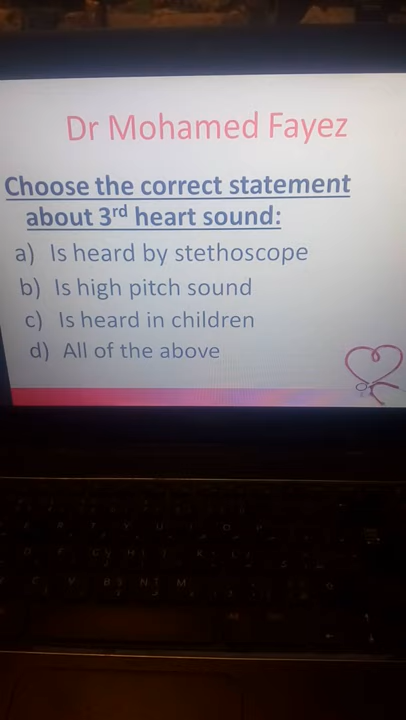 Dr Mohamed Fayez
Choose the correct statement
about 3rd heart sound:
a) Is heard by stethoscope
b) Is high pitch sound
c) Is heard in children
d) All of the above